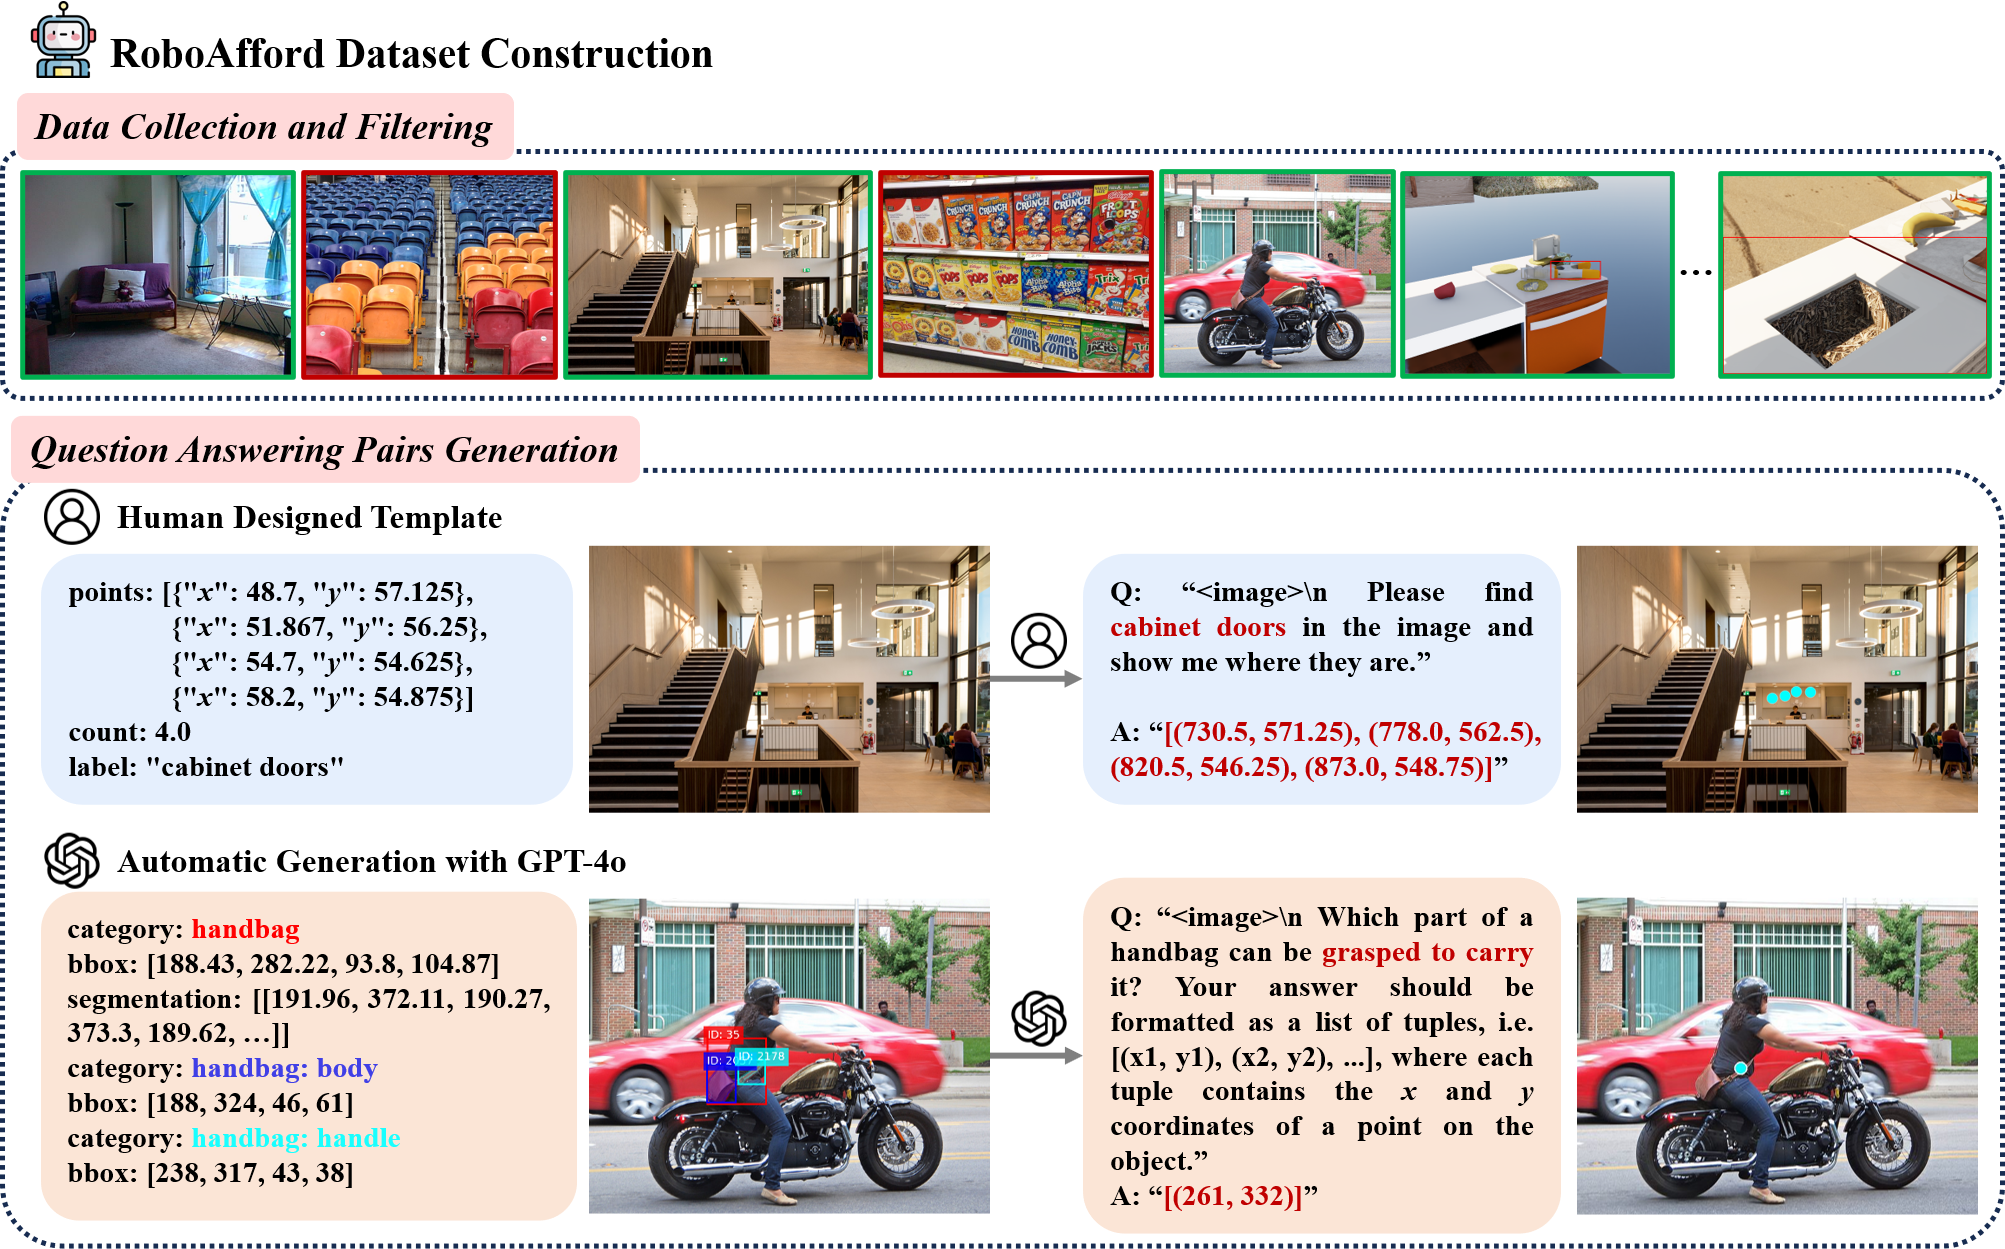 RoboAfford Dataset Construction
Data Collection and Filtering
CRUNCH CRUNCH CAP'N CRUNCH CAP'N CRUNCH FROOT LOOPS
POPS POPS POPS Alpha Bits Alpha Bits Trix Trix
HONEY-COMB HONEY-COMB JACKS Tri
...
Question Answering Pairs Generation
Human Designed Template
points: [{"x": 48.7, "y": 57.125},
{"x": 51.867, "y": 56.25},
{"x": 54.7, "y": 54.625},
{"x": 58.2, "y": 54.875}]
count: 4.0
label: "cabinet doors"
Q: “<image>\n Please find
cabinet doors in the image and
show me where they are.”
A: “[(730.5, 571.25), (778.0, 562.5),
(820.5, 546.25), (873.0, 548.75)]”
Automatic Generation with GPT-4o
category: handbag
bbox: [188.43, 282.22, 93.8, 104.87]
segmentation: [[191.96, 372.11, 190.27,
373.3, 189.62, …]]
category: handbag: body
bbox: [188, 324, 46, 61]
category: handbag: handle
bbox: [238, 317, 43, 38]
ID: 35
ID: 2178
Q: “<image>\n Which part of a
handbag can be grasped to carry
it? Your answer should be
formatted as a list of tuples, i.e.
[(x1, y1), (x2, y2), ...], where each
tuple contains the x and y
coordinates of a point on the
object.”
A: “[(261, 332)]”